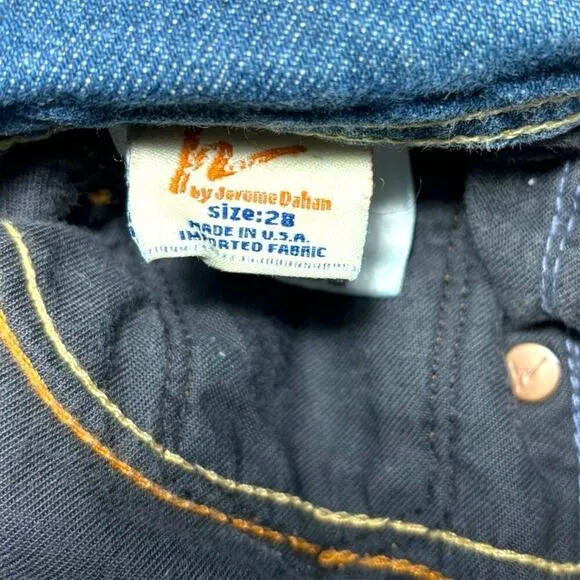 by Jerome Dahan
size:28
MADE IN U.S.A.
IMPORTED FABRIC